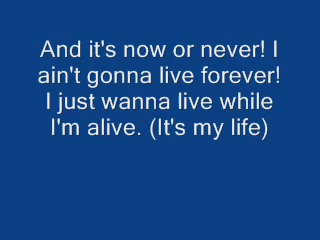 And it's now or never! I
ain't gonna live forever!
I just wanna live while
I'm alive. (It's my life)